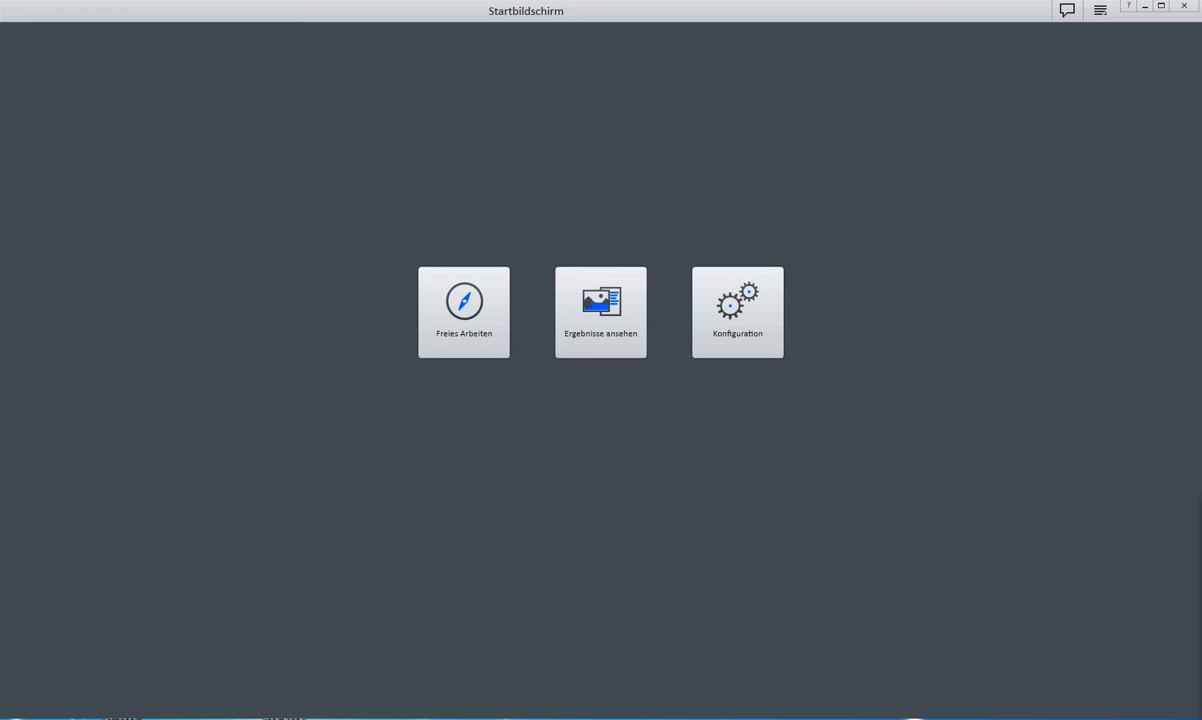 Startbildschirm
?
Freies Arbeiten
Ergebnisse ansehen
Konfiguration